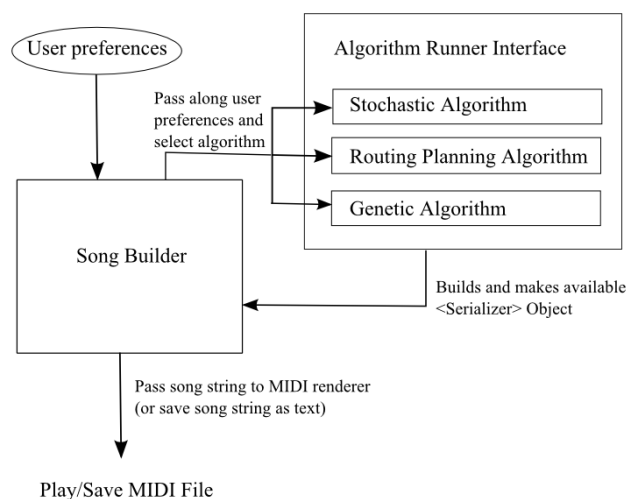 User preferences
Algorithm Runner Interface
Pass along user
preferences and
select algorithm
Stochastic Algorithm
Routing Planning Algorithm
Genetic Algorithm
Song Builder
Builds and makes available
<Serializer> Object
Pass song string to MIDI renderer
(or save song string as text)
Play/Save MIDI File